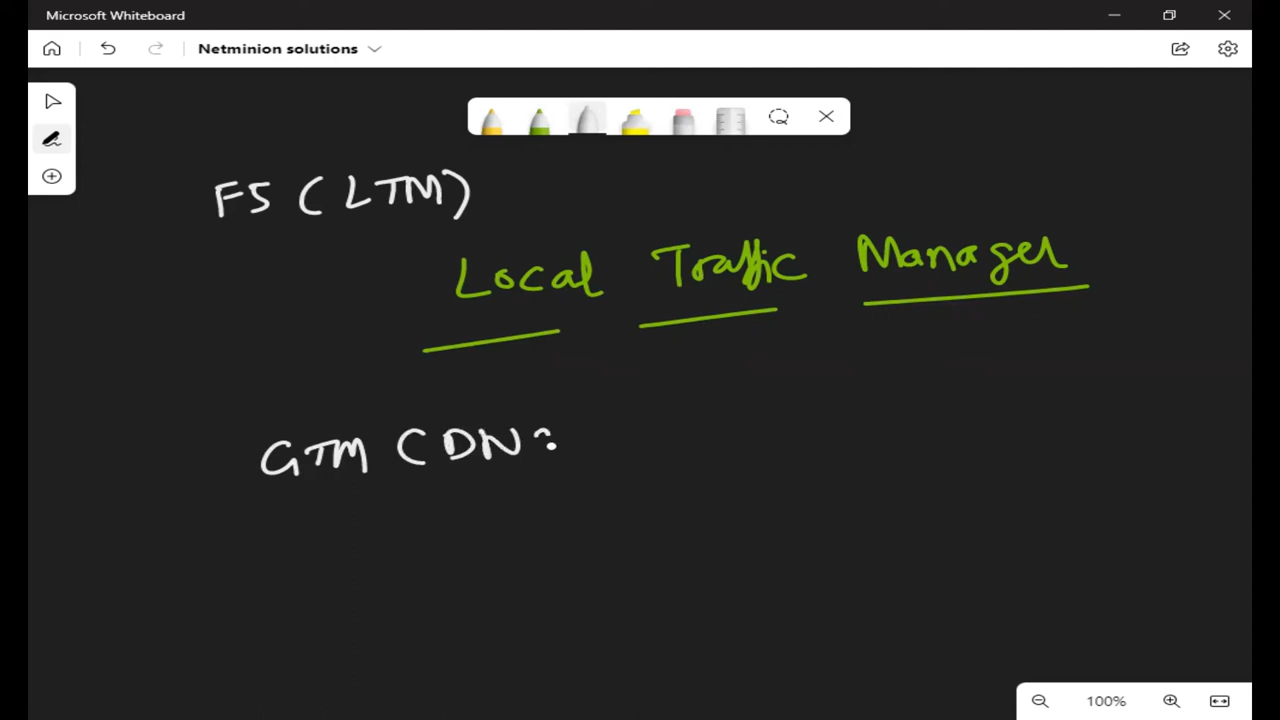 Microsoft Whiteboard
Netminion solutions
F5 (LTM)
Local Traffic Manager
GTM (DN
100%